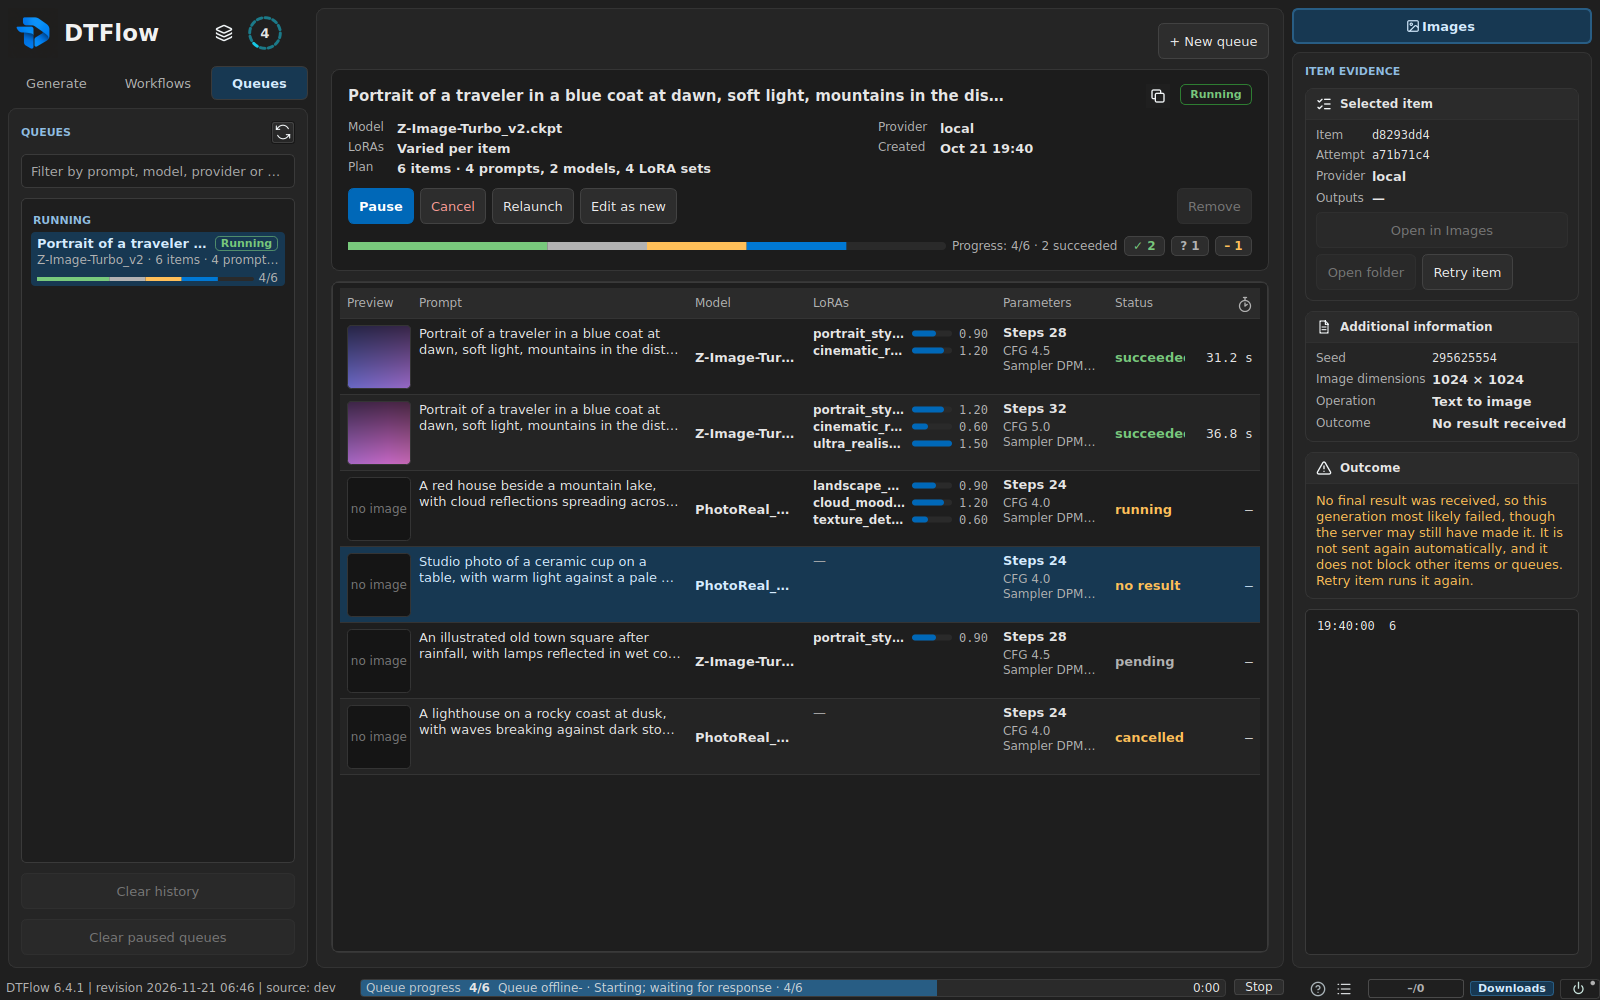 DTFlow
4
Generate
Workflows
Queues
QUEUES
Filter by prompt, model, provider or …
RUNNING
Portrait of a traveler …
Running
Z-Image-Turbo_v2 · 6 items · 4 prompt…
4/6
Clear history
Clear paused queues
+ New queue
Portrait of a traveler in a blue coat at dawn, soft light, mountains in the dis…
Running
Model Z-Image-Turbo_v2.ckpt
Provider local
LoRAs Varied per item
Created Oct 21 19:40
Plan 6 items · 4 prompts, 2 models, 4 LoRA sets
Pause
Cancel
Relaunch
Edit as new
Remove
Progress: 4/6 · 2 succeeded
✓ 2
? 1
– 1
Preview Prompt Model LoRAs Parameters Status
Portrait of a traveler in a blue coat at
dawn, soft light, mountains in the dist…
Z-Image-Tur…
portrait_sty… 0.90
cinematic_r… 1.20
Steps 28
CFG 4.5
Sampler DPM…
succeeded
31.2 s
Portrait of a traveler in a blue coat at
dawn, soft light, mountains in the dist…
Z-Image-Tur…
portrait_sty… 1.20
cinematic_r… 0.60
ultra_realis… 1.50
Steps 32
CFG 5.0
Sampler DPM…
succeeded
36.8 s
no image
A red house beside a mountain lake,
with cloud reflections spreading acros…
PhotoReal_…
landscape_… 0.90
cloud_mood… 1.20
texture_det… 0.60
Steps 24
CFG 4.0
Sampler DPM…
running
–
no image
Studio photo of a ceramic cup on a
table, with warm light against a pale …
PhotoReal_…
—
Steps 24
CFG 4.0
Sampler DPM…
no result
–
no image
An illustrated old town square after
rainfall, with lamps reflected in wet co…
Z-Image-Tur…
portrait_sty… 0.90
Steps 28
CFG 4.5
Sampler DPM…
pending
–
no image
A lighthouse on a rocky coast at dusk,
with waves breaking against dark sto…
PhotoReal_…
—
Steps 24
CFG 4.0
Sampler DPM…
cancelled
–
Images
ITEM EVIDENCE
Selected item
Item d8293dd4
Attempt a71b71c4
Provider local
Outputs —
Open in Images
Open folder
Retry item
Additional information
Seed 295625554
Image dimensions 1024 × 1024
Operation Text to image
Outcome No result received
Outcome
No final result was received, so this
generation most likely failed, though
the server may still have made it. It is
not sent again automatically, and it
does not block other items or queues.
Retry item runs it again.
19:40:00 6
DTFlow 6.4.1 | revision 2026-11-21 06:46 | source: dev
Queue progress 4/6 Queue offline- · Starting; waiting for response · 4/6
0:00
Stop
–/0
Downloads